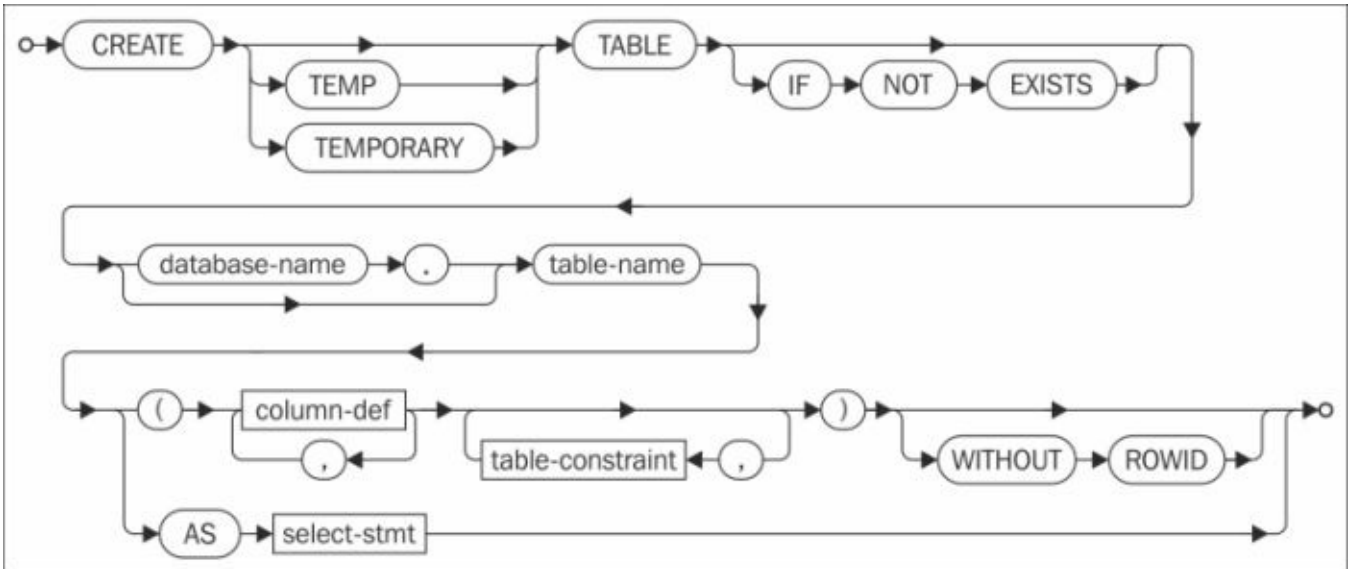 CREATE TABLE
TEMP IF NOT EXISTS
TEMPORARY
database-name . table-name
( column-def )
, table-constraint , WITHOUT ROWID
AS select-stmt